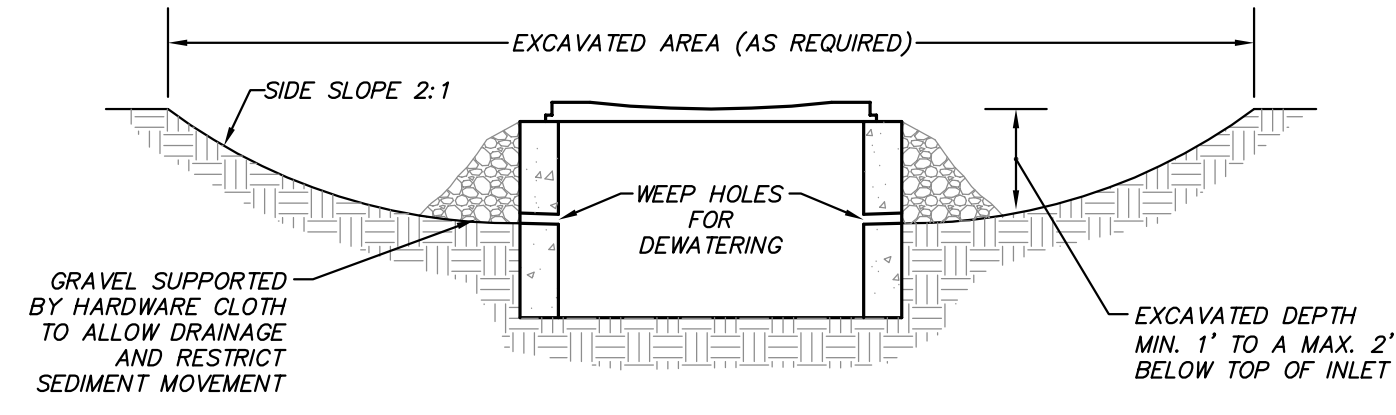 EXCAVATED AREA (AS REQUIRED)
SIDE SLOPE 2:1
WEEP HOLES
FOR
DEWATERING
GRAVEL SUPPORTED
BY HARDWARE CLOTH
TO ALLOW DRAINAGE
AND RESTRICT
SEDIMENT MOVEMENT
EXCAVATED DEPTH
MIN. 1' TO A MAX. 2'
BELOW TOP OF INLET